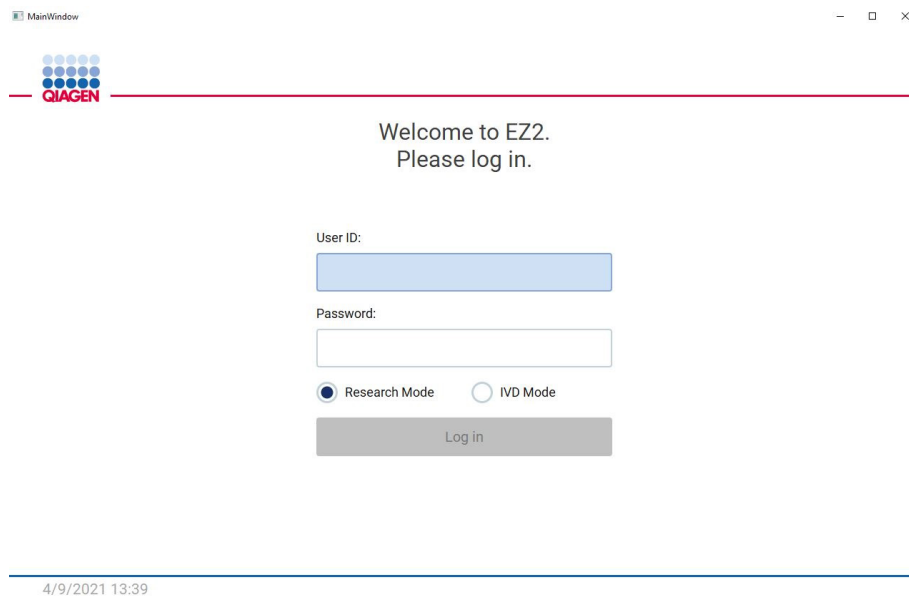 MainWindow
QIAGEN
Welcome to EZ2.
Please log in.
User ID:
Password:
Research Mode IVD Mode
Log in
4/9/2021 13:39